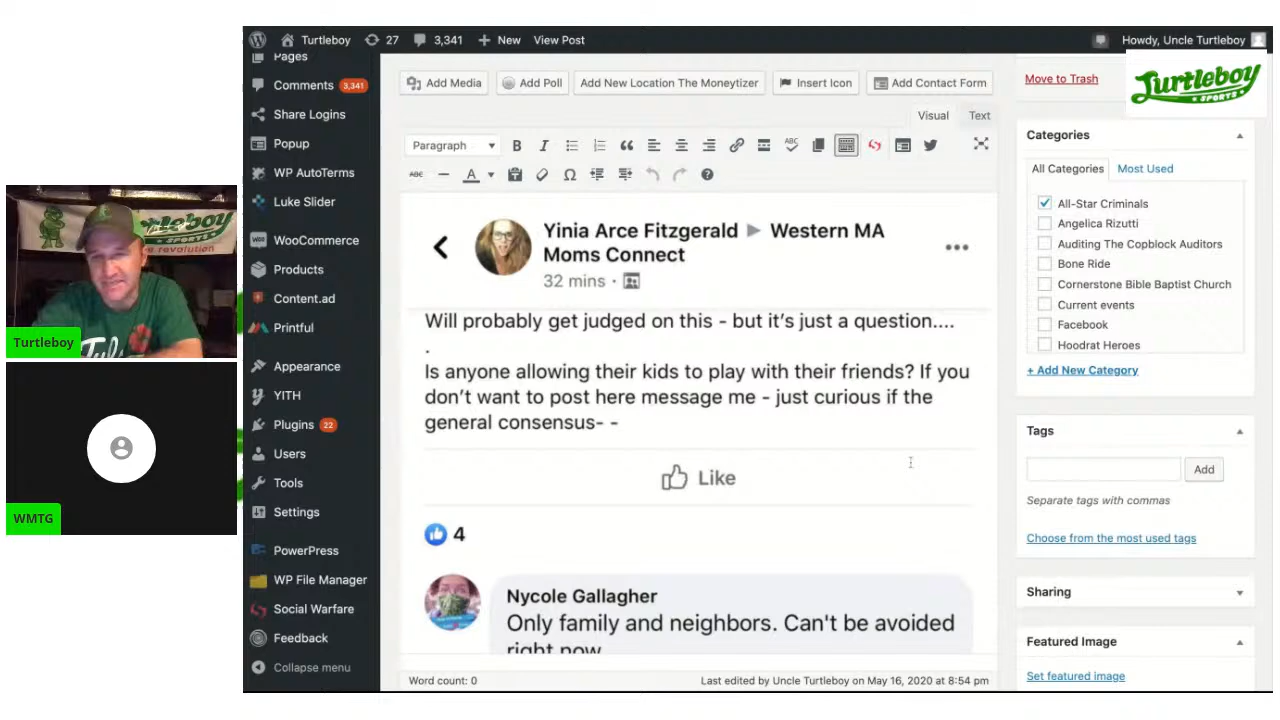 Turtleboy
27
3,341
New
View Post
Howdy, Uncle Turtleboy
Pages
Comments 3,341
Share Logins
Popup
WP AutoTerms
Luke Slider
WooCommerce
Products
Content.ad
Printful
Appearance
YITH
Plugins 22
Users
Tools
Settings
PowerPress
WP File Manager
Social Warfare
Feedback
Collapse menu
Add Media
Add Poll
Add New Location The Moneytizer
Insert Icon
Add Contact Form
Visual
Text
Paragraph
Yinia Arce Fitzgerald ▶ Western MA
Moms Connect
32 mins ·
Will probably get judged on this - but it’s just a question....
.
Is anyone allowing their kids to play with their friends? If you
don’t want to post here message me - just curious if the
general consensus- -
Like
4
Nycole Gallagher
Only family and neighbors. Can't be avoided
right now
Word count: 0
Last edited by Uncle Turtleboy on May 16, 2020 at 8:54 pm
Move to Trash
Turtleboy
SPORTS
Categories
All Categories
Most Used
All-Star Criminals
Angelica Rizutti
Auditing The Copblock Auditors
Bone Ride
Cornerstone Bible Baptist Church
Current events
Facebook
Hoodrat Heroes
+ Add New Category
Tags
Add
Separate tags with commas
Choose from the most used tags
Sharing
Featured Image
Set featured image
Turtleboy
SPORTS
Turtleboy
WMTG